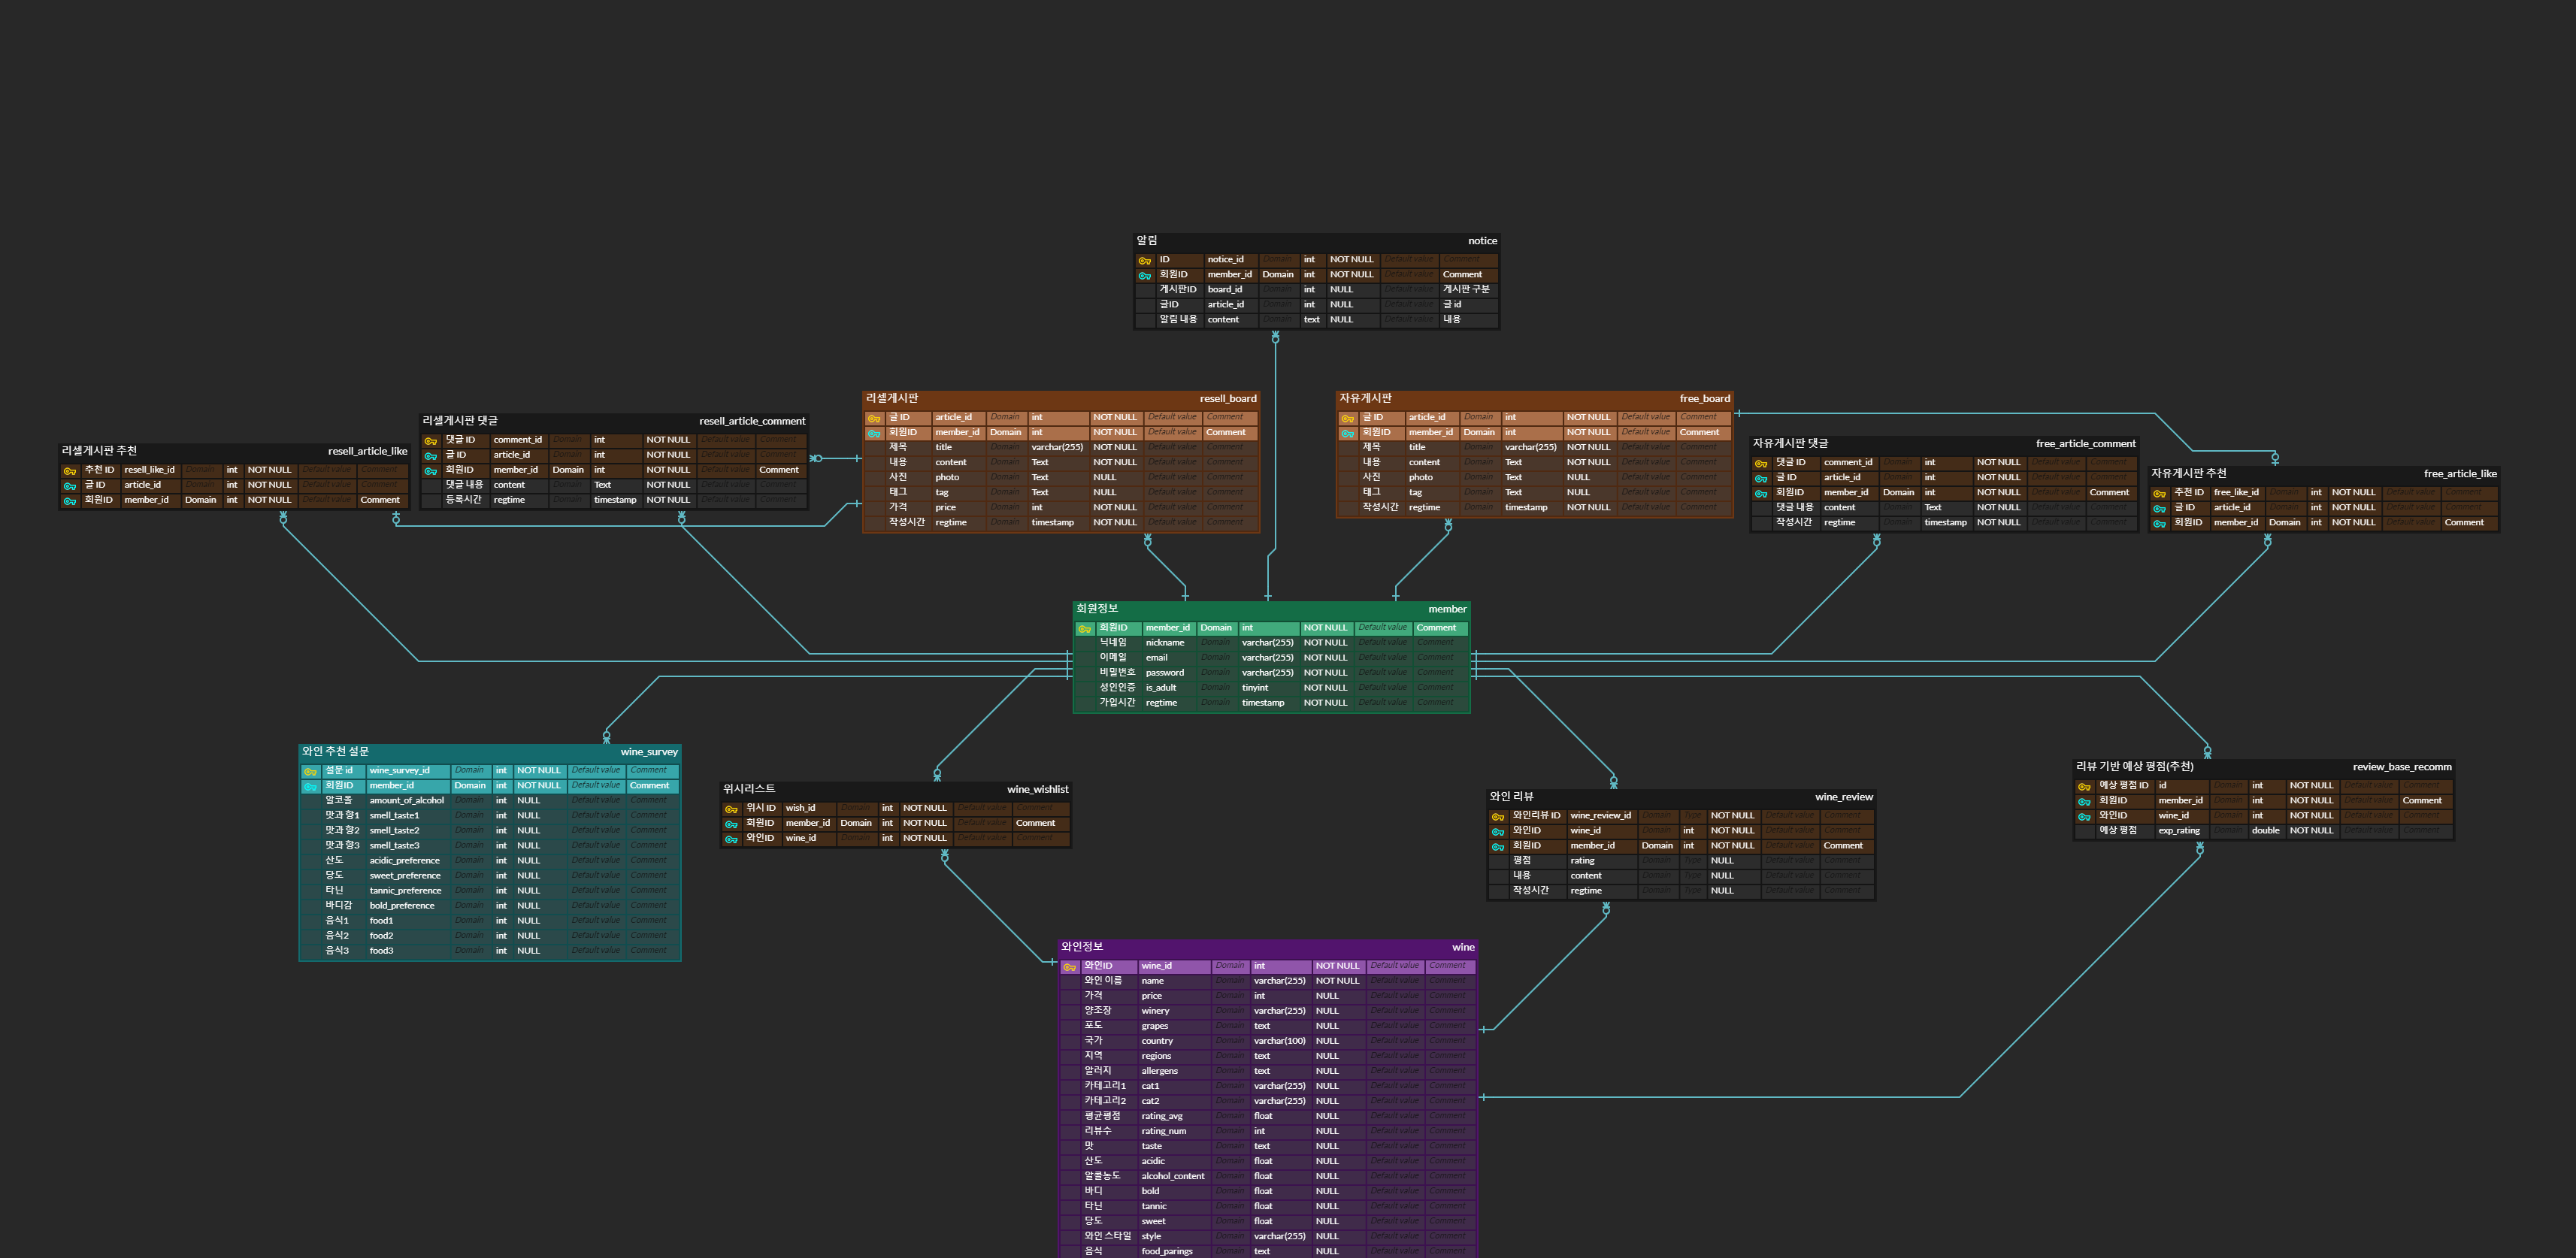 알림 notice
ID notice_id Domain int NOT NULL Default value Comment
회원ID member_id Domain int NOT NULL Default value Comment
게시판ID board_id Domain int NULL Default value 게시판 구분
글ID article_id Domain int NULL Default value 글 id
알림 내용 content Domain text NULL Default value 내용
리셀게시판 추천 resell_article_like
추천 ID resell_like_id Domain int NOT NULL Default value Comment
글 ID article_id Domain int NOT NULL Default value Comment
회원ID member_id Domain int NOT NULL Default value Comment
리셀게시판 댓글 resell_article_comment
댓글 ID comment_id Domain int NOT NULL Default value Comment
글 ID article_id Domain int NOT NULL Default value Comment
회원ID member_id Domain int NOT NULL Default value Comment
댓글 내용 content Domain Text NOT NULL Default value Comment
등록시간 regtime Domain timestamp NOT NULL Default value Comment
리셀게시판 resell_board
글 ID article_id Domain int NOT NULL Default value Comment
회원ID member_id Domain int NOT NULL Default value Comment
제목 title Domain varchar(255) NOT NULL Default value Comment
내용 content Domain Text NOT NULL Default value Comment
사진 photo Domain Text NULL Default value Comment
태그 tag Domain Text NULL Default value Comment
가격 price Domain int NOT NULL Default value Comment
작성시간 regtime Domain timestamp NOT NULL Default value Comment
자유게시판 free_board
글 ID article_id Domain int NOT NULL Default value Comment
회원ID member_id Domain int NOT NULL Default value Comment
제목 title Domain varchar(255) NOT NULL Default value Comment
내용 content Domain Text NOT NULL Default value Comment
사진 photo Domain Text NULL Default value Comment
태그 tag Domain Text NULL Default value Comment
작성시간 regtime Domain timestamp NOT NULL Default value Comment
자유게시판 댓글 free_article_comment
댓글 ID comment_id Domain int NOT NULL Default value Comment
글 ID article_id Domain int NOT NULL Default value Comment
회원ID member_id Domain int NOT NULL Default value Comment
댓글 내용 content Domain Text NOT NULL Default value Comment
작성시간 regtime Domain timestamp NOT NULL Default value Comment
자유게시판 추천 free_article_like
추천 ID free_like_id Domain int NOT NULL Default value Comment
글 ID article_id Domain int NOT NULL Default value Comment
회원ID member_id Domain int NOT NULL Default value Comment
회원정보 member
회원ID member_id Domain int NOT NULL Default value Comment
닉네임 nickname Domain varchar(255) NOT NULL Default value Comment
이메일 email Domain varchar(255) NOT NULL Default value Comment
비밀번호 password Domain varchar(255) NOT NULL Default value Comment
성인인증 is_adult Domain tinyint NOT NULL Default value Comment
가입시간 regtime Domain timestamp NOT NULL Default value Comment
와인 추천 설문 wine_survey
설문 id wine_survey_id Domain int NOT NULL Default value Comment
회원ID member_id Domain int NOT NULL Default value Comment
알코올 amount_of_alcohol Domain int NULL Default value Comment
맛과 향1 smell_taste1 Domain int NULL Default value Comment
맛과 향2 smell_taste2 Domain int NULL Default value Comment
맛과 향3 smell_taste3 Domain int NULL Default value Comment
산도 acidic_preference Domain int NULL Default value Comment
당도 sweet_preference Domain int NULL Default value Comment
타닌 tannic_preference Domain int NULL Default value Comment
바디감 bold_preference Domain int NULL Default value Comment
음식1 food1 Domain int NULL Default value Comment
음식2 food2 Domain int NULL Default value Comment
음식3 food3 Domain int NULL Default value Comment
위시리스트 wine_wishlist
위시 ID wish_id Domain int NOT NULL Default value Comment
회원ID member_id Domain int NOT NULL Default value Comment
와인ID wine_id Domain int NOT NULL Default value Comment
와인 리뷰 wine_review
와인리뷰 ID wine_review_id Domain Type NOT NULL Default value Comment
와인ID wine_id Domain int NOT NULL Default value Comment
회원ID member_id Domain int NOT NULL Default value Comment
평점 rating Domain Type NULL Default value Comment
내용 content Domain Type NULL Default value Comment
작성시간 regtime Domain Type NULL Default value Comment
리뷰 기반 예상 평점(추천) review_base_recomm
예상 평점 ID id Domain int NOT NULL Default value Comment
회원ID member_id Domain int NOT NULL Default value Comment
와인ID wine_id Domain int NOT NULL Default value Comment
예상 평점 exp_rating Domain double NOT NULL Default value Comment
와인정보 wine
와인ID wine_id Domain int NOT NULL Default value Comment
와인 이름 name Domain varchar(255) NOT NULL Default value Comment
가격 price Domain int NULL Default value Comment
양조장 winery Domain varchar(255) NULL Default value Comment
포도 grapes Domain text NULL Default value Comment
국가 country Domain varchar(100) NULL Default value Comment
지역 regions Domain text NULL Default value Comment
알러지 allergens Domain text NULL Default value Comment
카테고리1 cat1 Domain varchar(255) NULL Default value Comment
카테고리2 cat2 Domain varchar(255) NULL Default value Comment
평균평점 rating_avg Domain float NULL Default value Comment
리뷰수 rating_num Domain int NULL Default value Comment
맛 taste Domain text NULL Default value Comment
산도 acidic Domain float NULL Default value Comment
알콜농도 alcohol_content Domain float NULL Default value Comment
바디 bold Domain float NULL Default value Comment
타닌 tannic Domain float NULL Default value Comment
당도 sweet Domain float NULL Default value Comment
와인 스타일 style Domain varchar(255) NULL Default value Comment
음식 food_parings Domain text NULL Default value Comment